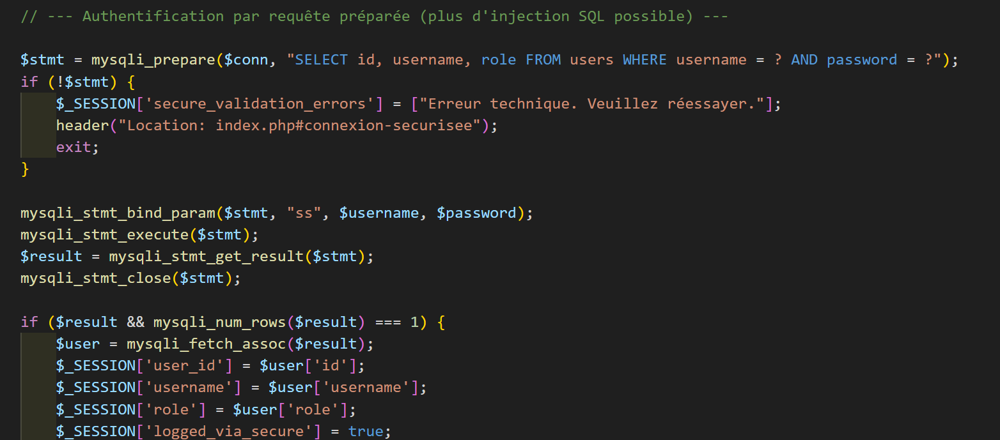 // --- Authentification par requête préparée (plus d'injection SQL possible) ---
$stmt = mysqli_prepare($conn, "SELECT id, username, role FROM users WHERE username = ? AND password = ?");
if (!$stmt) {
    $_SESSION['secure_validation_errors'] = ["Erreur technique. Veuillez réessayer."];
    header("Location: index.php#connexion-securisee");
    exit;
}
mysqli_stmt_bind_param($stmt, "ss", $username, $password);
mysqli_stmt_execute($stmt);
$result = mysqli_stmt_get_result($stmt);
mysqli_stmt_close($stmt);
if ($result && mysqli_num_rows($result) === 1) {
    $user = mysqli_fetch_assoc($result);
    $_SESSION['user_id'] = $user['id'];
    $_SESSION['username'] = $user['username'];
    $_SESSION['role'] = $user['role'];
    $_SESSION['logged_via_secure'] = true;